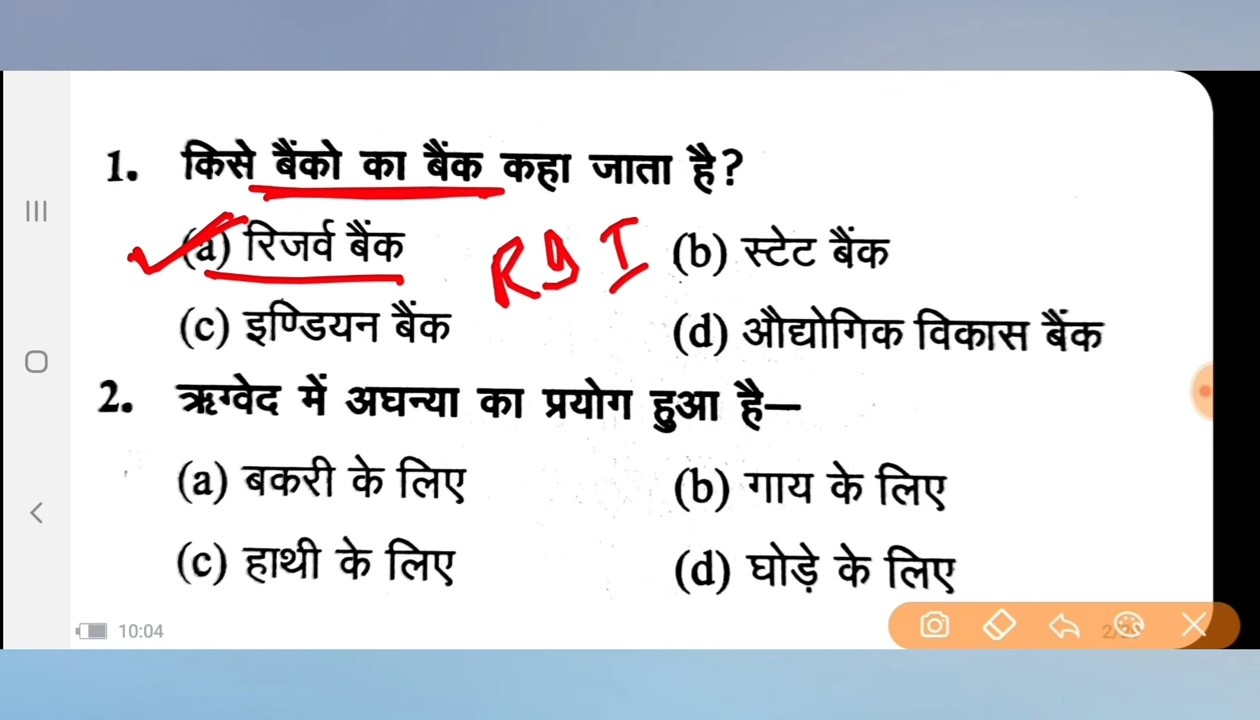 1. किसे बैंको का बैंक कहा जाता है?
(a) रिजर्व बैंक RBI (b) स्टेट बैंक
(c) इण्डियन बैंक (d) औद्योगिक विकास बैंक
2. ऋग्वेद में अघन्या का प्रयोग हुआ है—
(a) बकरी के लिए (b) गाय के लिए
(c) हाथी के लिए (d) घोड़े के लिए
10:04